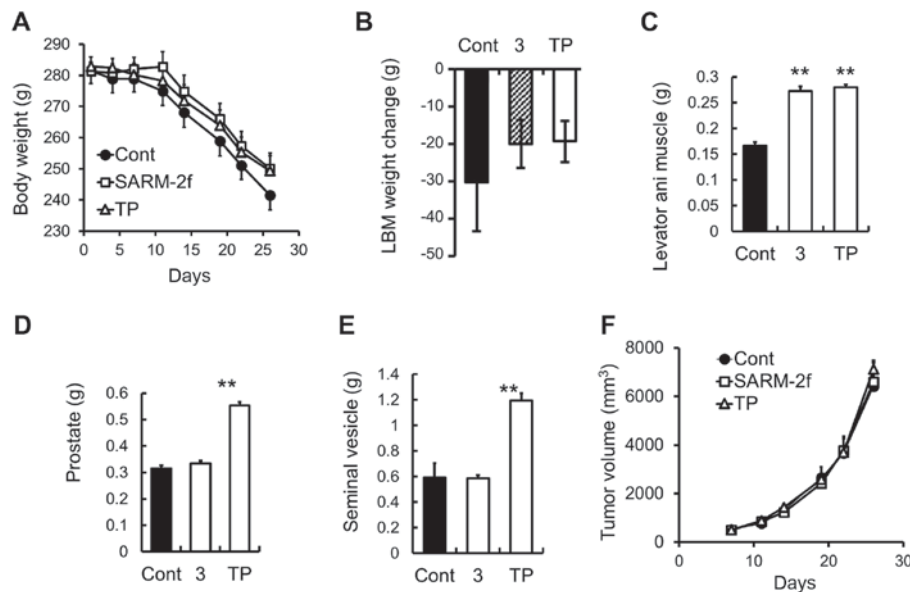 A
Body weight (g)
290
280
270
260
250
240
230
Cont
SARM-2f
TP
0 5 10 15 20 25 30
Days
B
Cont 3 TP
LBM weight change (g)
0
-10
-20
-30
-40
-50
C
Levator ani muscle (g)
0.3
0.25
0.2
0.15
0.1
0.05
0
** **
Cont 3 TP
D
Prostate (g)
0.6
0.5
0.4
0.3
0.2
0.1
0
**
Cont 3 TP
E
Seminal vesicle (g)
1.4
1.2
1
0.8
0.6
0.4
0.2
0
**
Cont 3 TP
F
Tumor volume (mm³)
8000
6000
4000
2000
0
Cont
SARM-2f
TP
0 10 20 30
Days